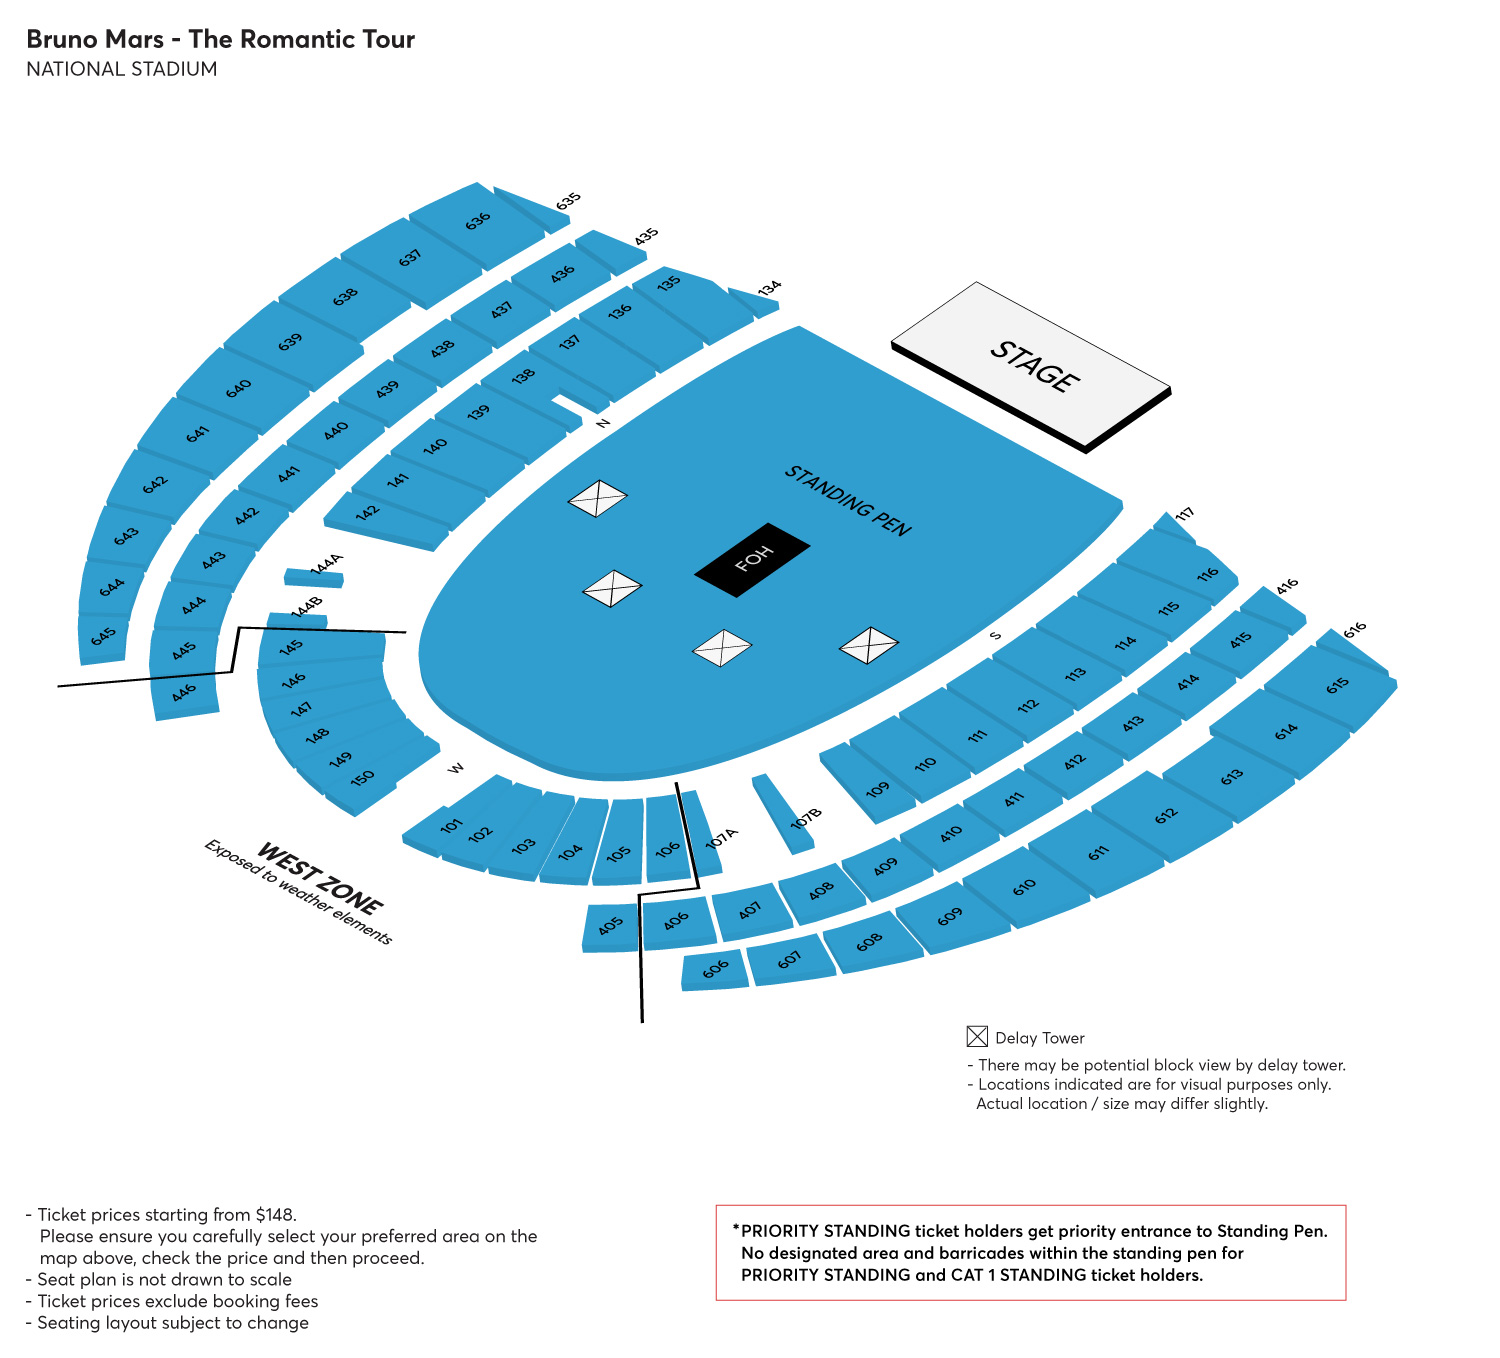 Bruno Mars - The Romantic Tour
NATIONAL STADIUM
635
636
637
638
639
640
641
642
643
644
645
435
436
437
438
439
440
441
442
443
444
445
446
134
135
136
137
138
139
140
141
142
144A
144B
145
146
147
148
149
150
N
STAGE
STANDING PEN
FOH
S
W
117
116
115
114
113
112
111
110
109
107B
107A
106
105
104
103
102
101
416
415
414
413
412
411
410
409
408
407
406
405
616
615
614
613
612
611
610
609
608
607
606
WEST ZONE
Exposed to weather elements
Delay Tower
- There may be potential block view by delay tower.
- Locations indicated are for visual purposes only.
Actual location / size may differ slightly.
- Ticket prices starting from $148.
Please ensure you carefully select your preferred area on the
map above, check the price and then proceed.
- Seat plan is not drawn to scale
- Ticket prices exclude booking fees
- Seating layout subject to change
*PRIORITY STANDING ticket holders get priority entrance to Standing Pen.
No designated area and barricades within the standing pen for
PRIORITY STANDING and CAT 1 STANDING ticket holders.